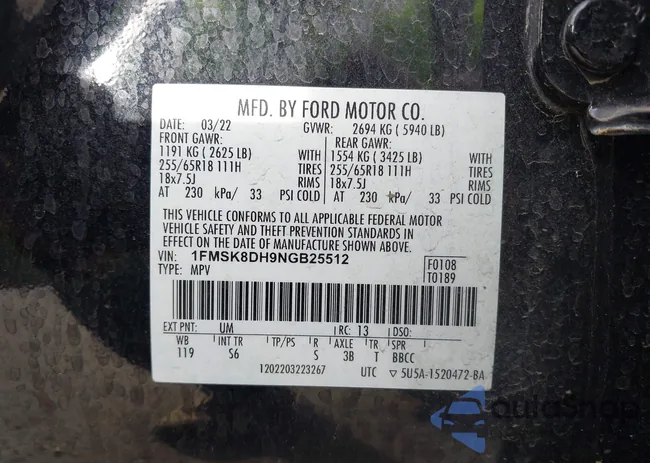 MFD. BY FORD MOTOR CO.
DATE: 03/22 GVWR: 2694 KG ( 5940 LB)
FRONT GAWR: REAR GAWR:
1191 KG ( 2625 LB) WITH 1554 KG ( 3425 LB) WITH
255/65R18 111H TIRES 255/65R18 111H TIRES
18x7.5J RIMS 18x7.5J RIMS
AT 230 kPa/ 33 PSI COLD AT 230 kPa/ 33 PSI COLD
THIS VEHICLE CONFORMS TO ALL APPLICABLE FEDERAL MOTOR
VEHICLE SAFETY AND THEFT PREVENTION STANDARDS IN
EFFECT ON THE DATE OF MANUFACTURE SHOWN ABOVE.
VIN: 1FMSK8DH9NGB25512
TYPE: MPV
F0108
T0189
EXT PNT: UM RC: 13 DSO:
WB INT TR TP/PS R AXLE TR SPR
119 S6 S 3B T BBCC
1202203223267 UTC ▽ 5U5A-1520472-BA
AutoShop